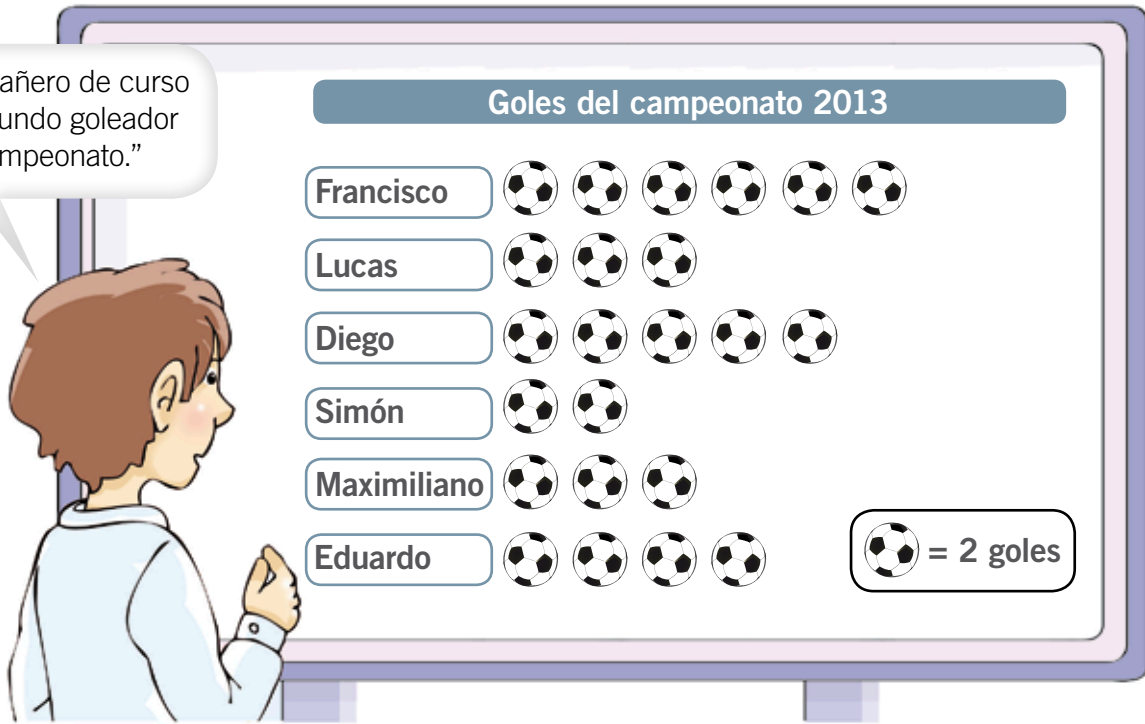 añero de curso
undo goleador
mpeonato.”
Goles del campeonato 2013
Francisco
Lucas
Diego
Simón
Maximiliano
Eduardo
= 2 goles